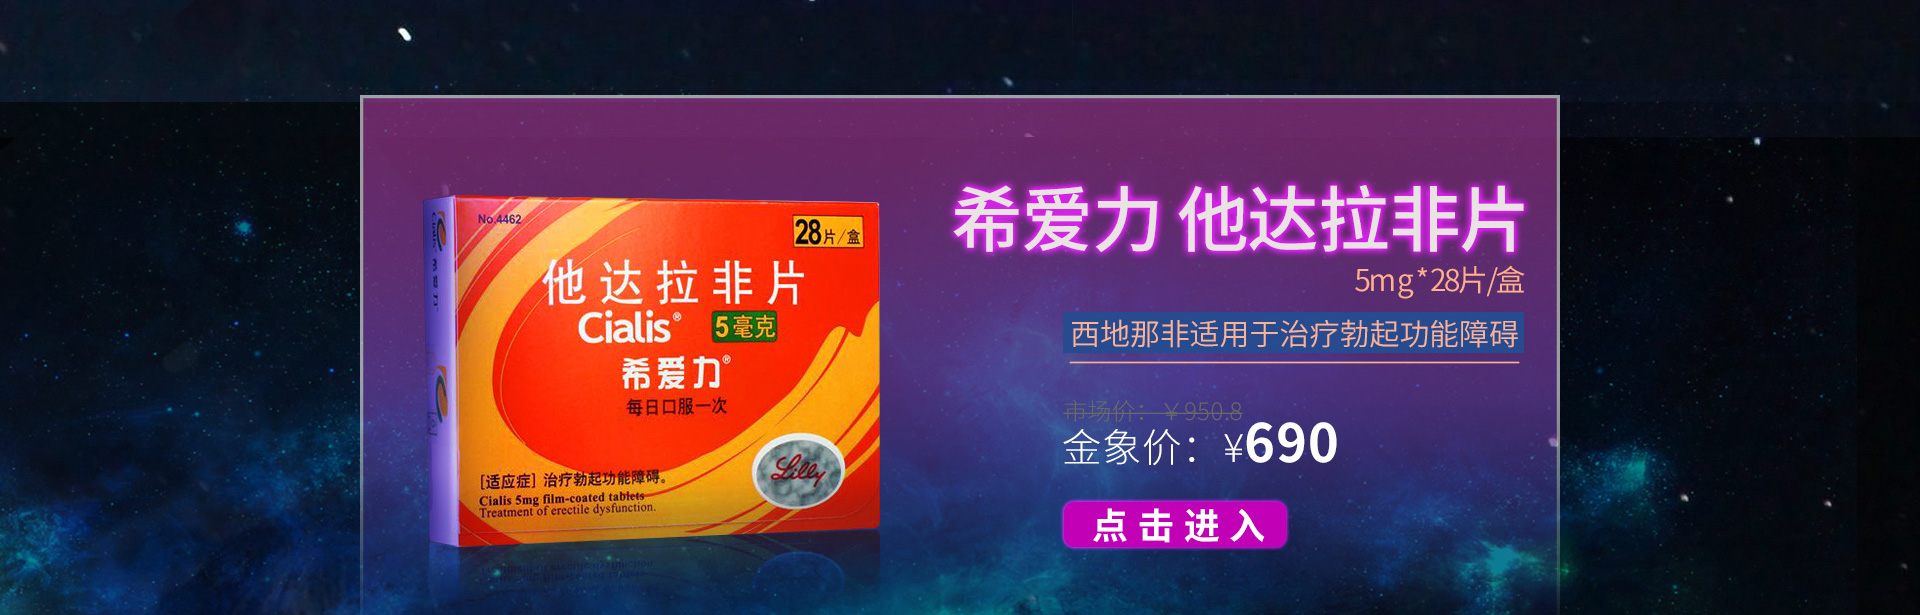 No.4462
28片/盒
他达拉非片
Cialis®
5毫克
希爱力®
每日口服一次
[适应症] 治疗勃起功能障碍。
Cialis 5mg film-coated tablets
Treatment of erectile dysfunction.
Lilly
Cialis
希爱力
希爱力 他达拉非片
5mg*28片/盒
西地那非适用于治疗勃起功能障碍
市场价：￥950.8
金象价：¥690
点击进入